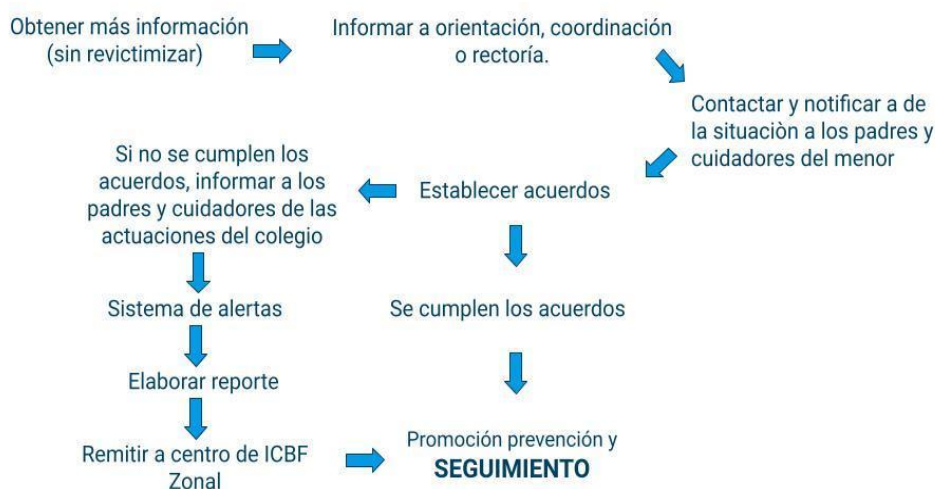 Obtener más información
(sin revictimizar)
Informar a orientación, coordinación
o rectoría.
Contactar y notificar a de
la situaciòn a los padres y
cuidadores del menor
Establecer acuerdos
Si no se cumplen los
acuerdos, informar a los
padres y cuidadores de las
actuaciones del colegio
Sistema de alertas
Elaborar reporte
Remitir a centro de ICBF
Zonal
Se cumplen los acuerdos
Promoción prevención y
SEGUIMIENTO